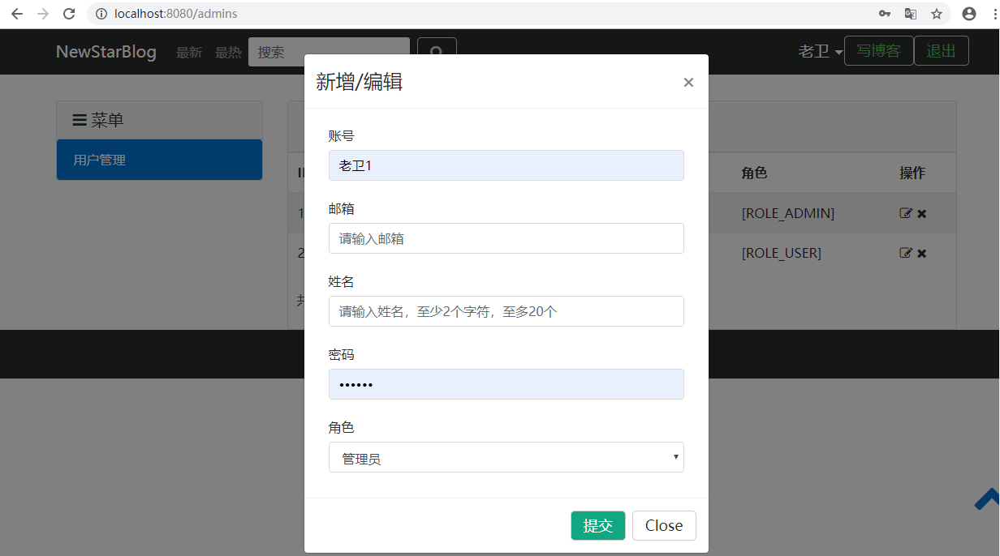 localhost:8080/admins
NewStarBlog 最新 最热 搜索 老卫 写博客 退出
新增/编辑 ×
菜单
用户管理
账号
老卫1
邮箱
请输入邮箱
姓名
请输入姓名，至少2个字符，至多20个
密码
••••••
角色
管理员
提交 Close
角色 操作
1 [ROLE_ADMIN]
2 [ROLE_USER]